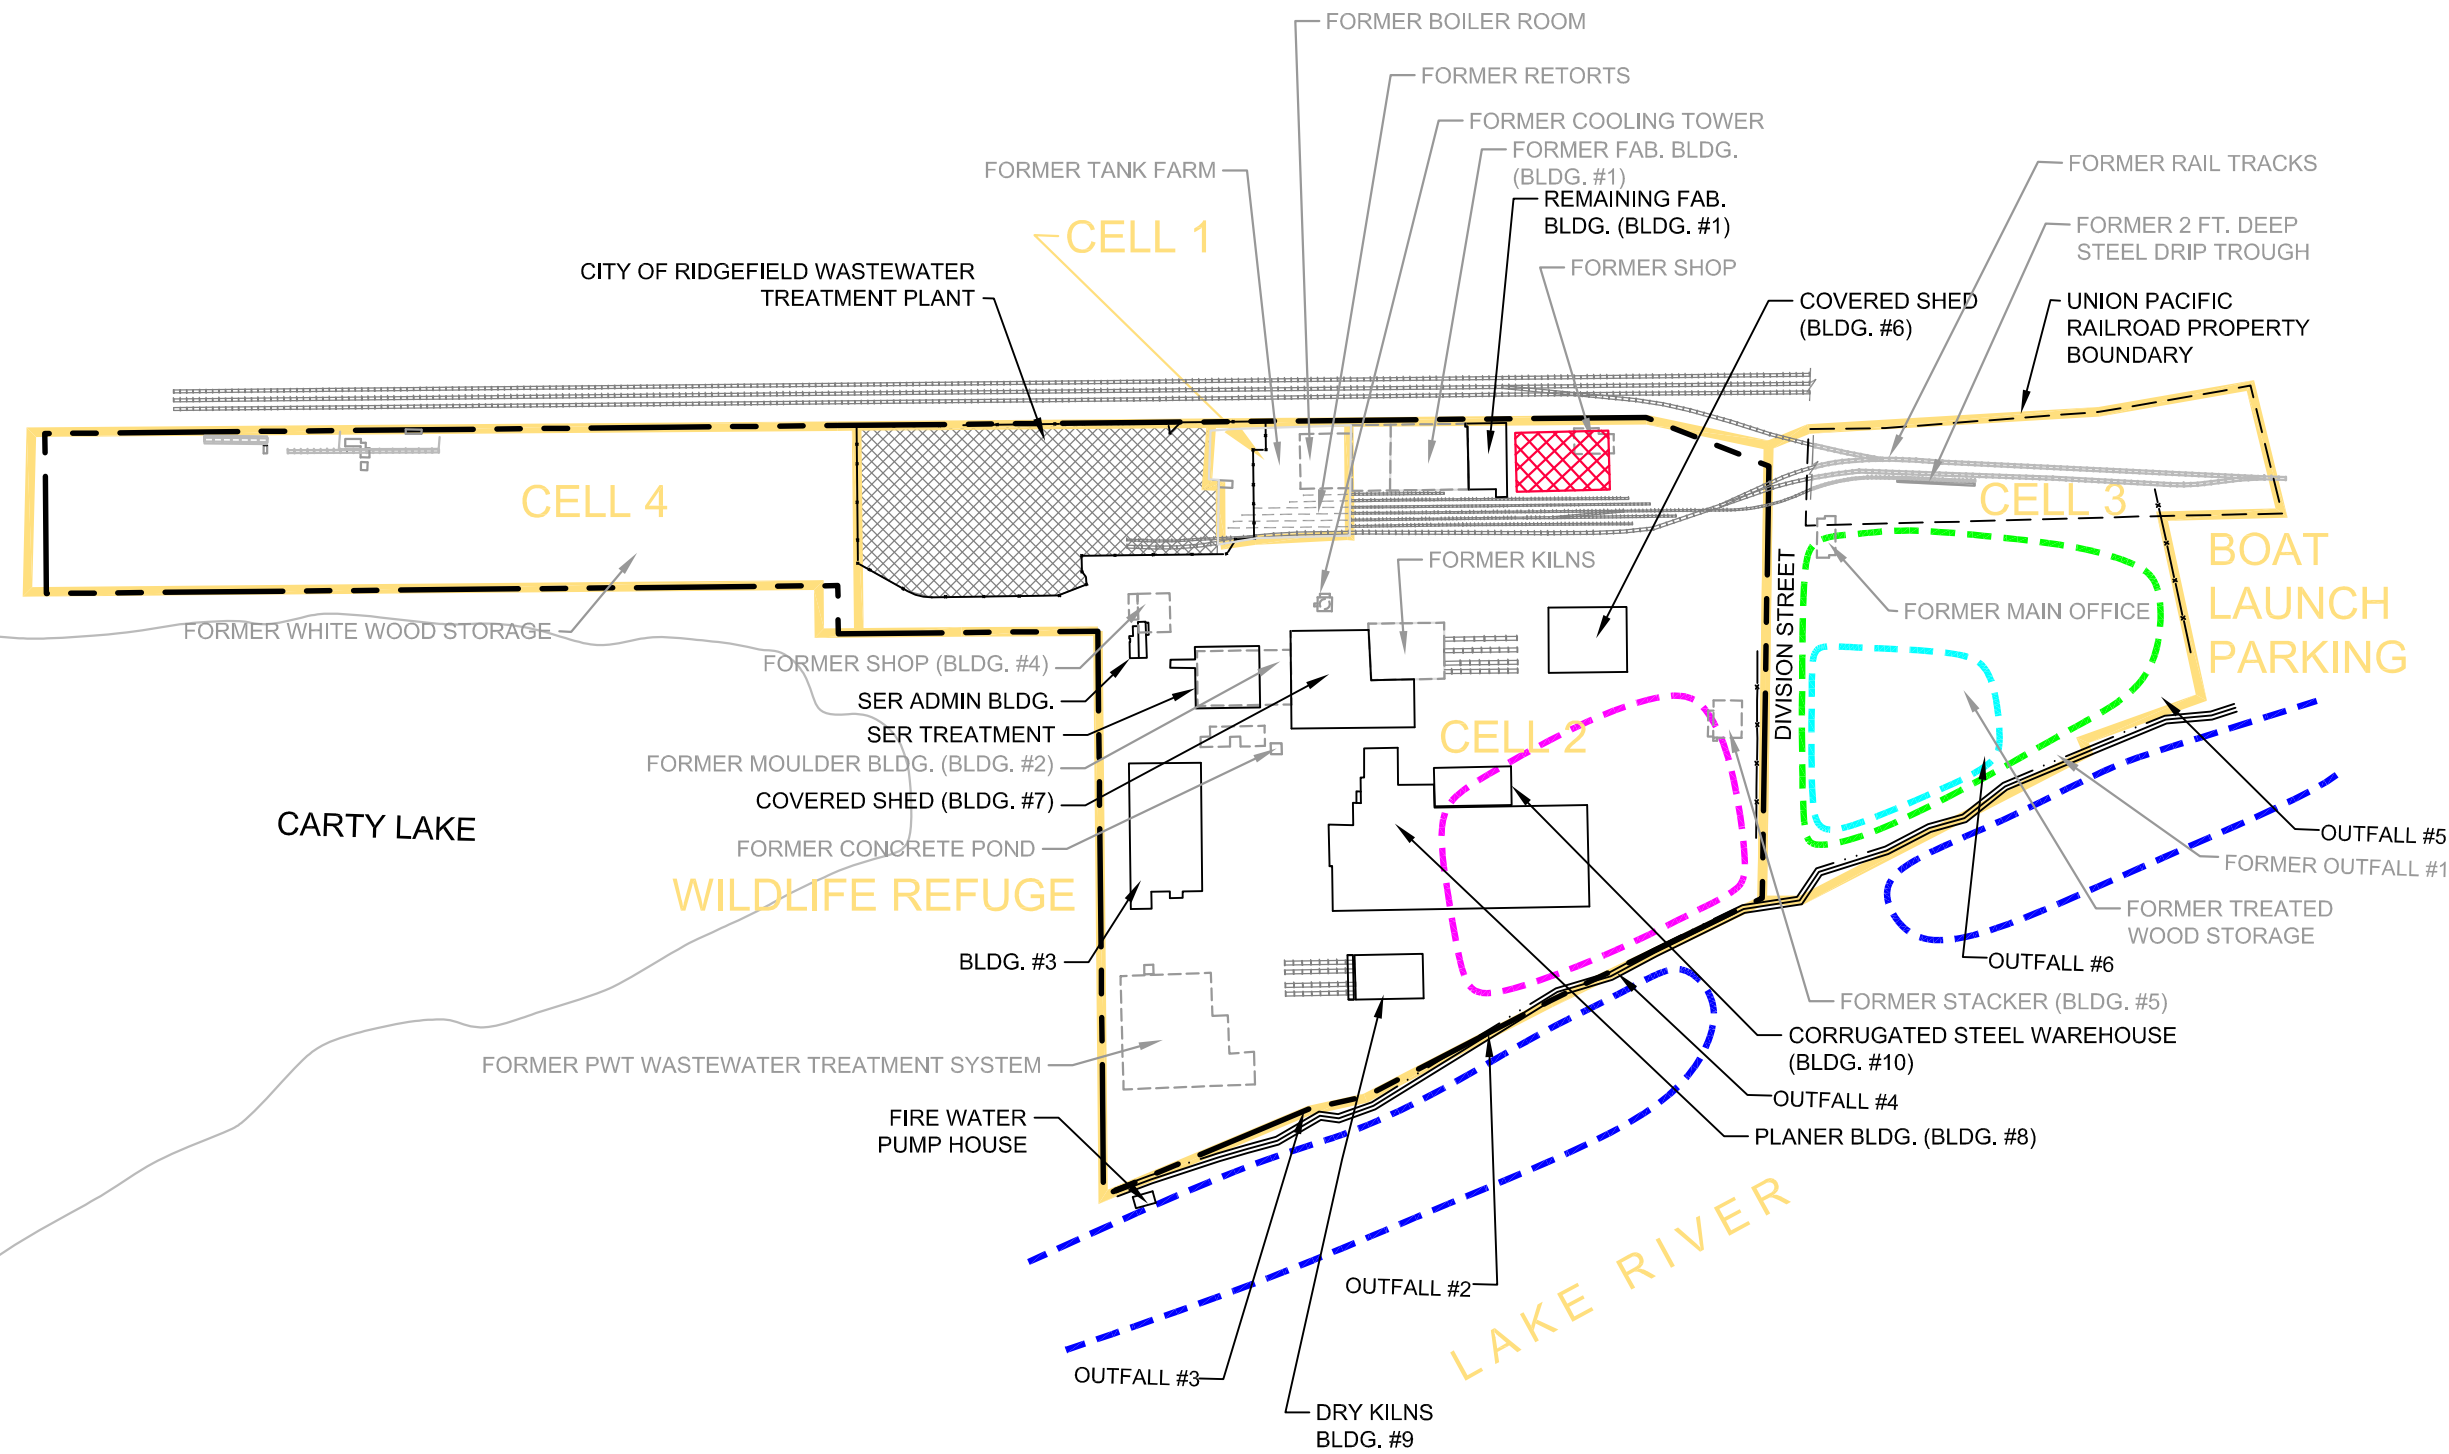 FORMER BOILER ROOM
FORMER RETORTS
FORMER COOLING TOWER
FORMER FAB. BLDG.
(BLDG. #1)
FORMER TANK FARM
REMAINING FAB.
BLDG. (BLDG. #1)
FORMER RAIL TRACKS
FORMER 2 FT. DEEP
STEEL DRIP TROUGH
CELL 1
CITY OF RIDGEFIELD WASTEWATER
TREATMENT PLANT
FORMER SHOP
COVERED SHED
(BLDG. #6)
UNION PACIFIC
RAILROAD PROPERTY
BOUNDARY
CELL 4
CELL 3
BOAT
LAUNCH
PARKING
FORMER KILNS
DIVISION STREET
FORMER MAIN OFFICE
FORMER WHITE WOOD STORAGE
FORMER SHOP (BLDG. #4)
SER ADMIN BLDG.
SER TREATMENT
FORMER MOULDER BLDG. (BLDG. #2)
COVERED SHED (BLDG. #7)
FORMER CONCRETE POND
CELL 2
CARTY LAKE
WILDLIFE REFUGE
BLDG. #3
OUTFALL #5
FORMER OUTFALL #1
FORMER TREATED
WOOD STORAGE
OUTFALL #6
FORMER STACKER (BLDG. #5)
CORRUGATED STEEL WAREHOUSE
(BLDG. #10)
OUTFALL #4
PLANER BLDG. (BLDG. #8)
FORMER PWT WASTEWATER TREATMENT SYSTEM
FIRE WATER
PUMP HOUSE
LAKE RIVER
OUTFALL #2
OUTFALL #3
DRY KILNS
BLDG. #9